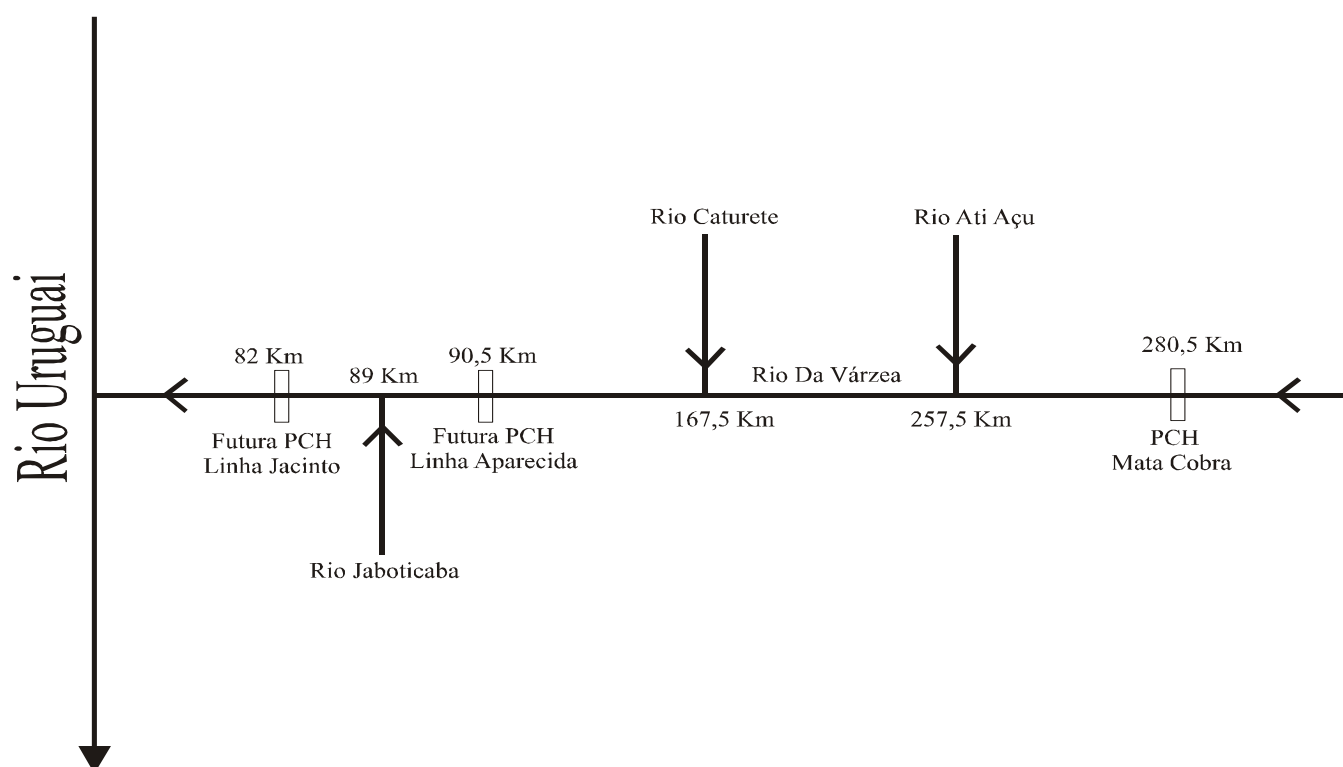 Rio Uruguai
Rio Caturete
Rio Ati Açu
82 Km
89 Km
90,5 Km
Rio Da Várzea
280,5 Km
167,5 Km
257,5 Km
Futura PCH
Linha Jacinto
Futura PCH
Linha Aparecida
PCH
Mata Cobra
Rio Jaboticaba